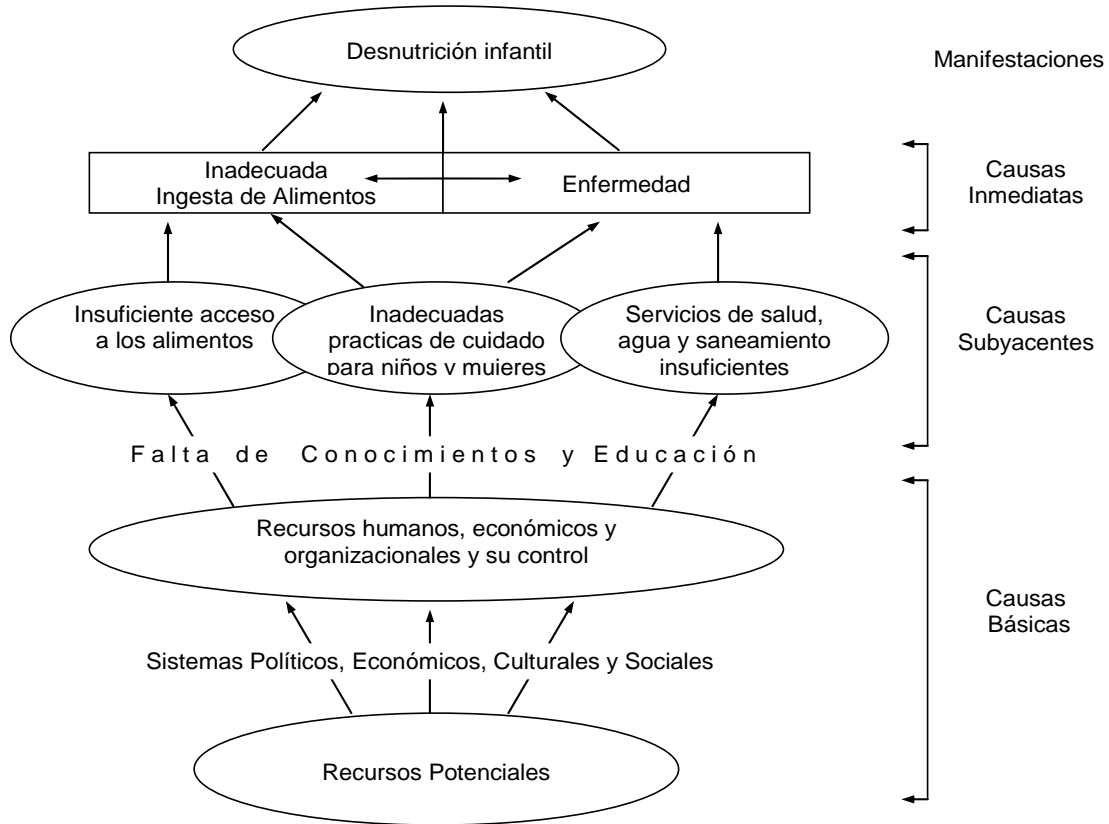 Desnutrición infantil
Manifestaciones
Inadecuada
Ingesta de Alimentos
Enfermedad
Causas
Inmediatas
Insuficiente acceso
a los alimentos
Inadecuadas
practicas de cuidado
para niños y mujeres
Servicios de salud,
agua y saneamiento
insuficientes
Causas
Subyacentes
Falta de Conocimientos y Educación
Recursos humanos, económicos y
organizacionales y su control
Causas
Básicas
Sistemas Políticos, Económicos, Culturales y Sociales
Recursos Potenciales